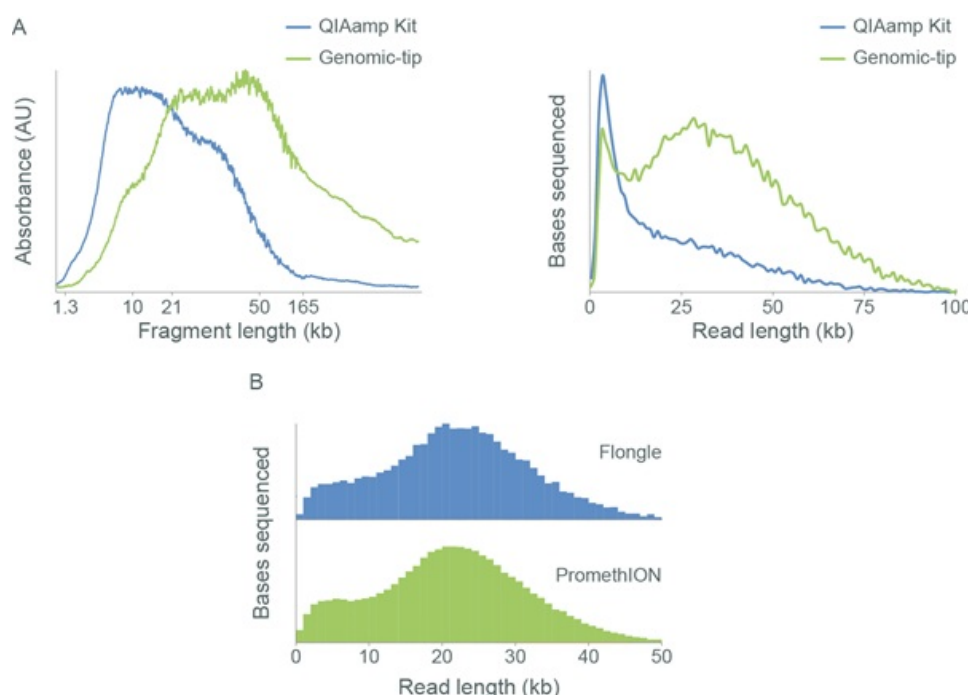 A
QIAamp Kit
Genomic-tip
Absorbance (AU)
1.3 10 21 50 165
Fragment length (kb)
QIAamp Kit
Genomic-tip
Bases sequenced
0 25 50 75 100
Read length (kb)
B
Bases sequenced
Flongle
PromethION
0 10 20 30 40 50
Read length (kb)